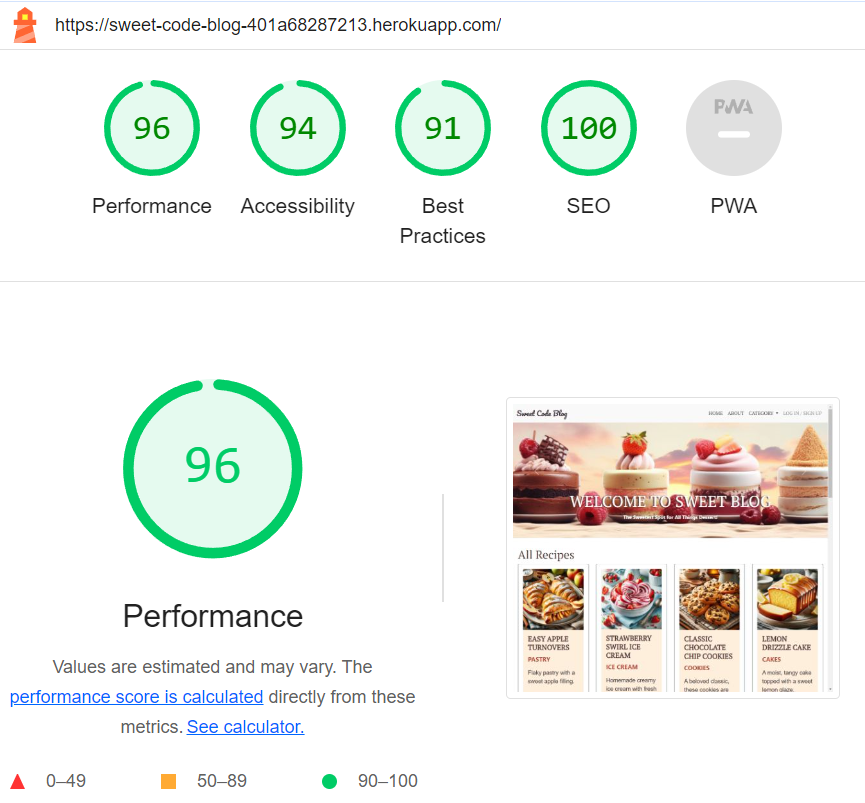 https://sweet-code-blog-401a68287213.herokuapp.com/
96
94
91
100
PWA
Performance
Accessibility
Best
Practices
SEO
PWA
96
Performance
Values are estimated and may vary. The
performance score is calculated directly from these
metrics. See calculator.
0–49
50–89
90–100
Sweet Code Blog
HOME ABOUT CATEGORY LOG IN / SIGN UP
WELCOME TO SWEET BLOG
The Sweetest Spot for All Things Dessert
All Recipes
EASY APPLE
TURNOVERS
PASTRY
Flaky pastry with a
sweet apple filling.
STRAWBERRY
SWIRL ICE
CREAM
ICE CREAM
Homemade creamy
ice cream with fresh
CLASSIC
CHOCOLATE
CHIP COOKIES
COOKIES
A beloved classic,
these cookies are
LEMON
DRIZZLE CAKE
CAKES
A moist, tangy cake
topped with a sweet
lemon glaze.